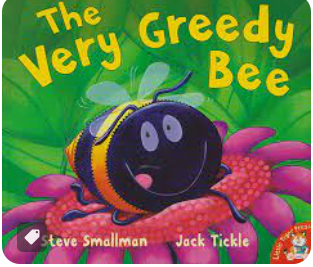 The
Very Greedy
Bee
Steve Smallman Jack Tickle